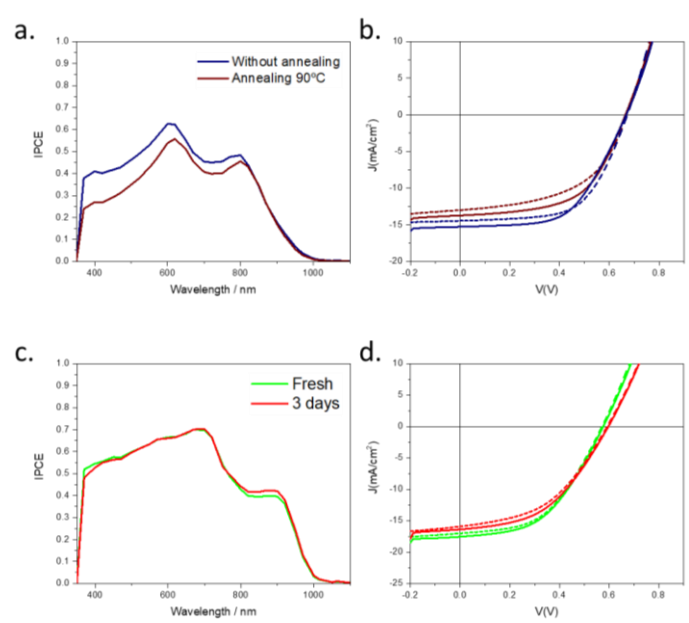 a.
1.0
0.9
0.8
0.7
0.6
0.5
0.4
0.3
0.2
0.1
0.0
IPCE
Without annealing
Annealing 90ºC
400 600 800 1000
Wavelength / nm
b.
10
5
0
-5
-10
-15
-20
J(mA/cm²)
-0.2 0.0 0.2 0.4 0.6 0.8
V(V)
c.
1.0
0.9
0.8
0.7
0.6
0.5
0.4
0.3
0.2
0.1
0.0
IPCE
Fresh
3 days
400 600 800 1000
Wavelength / nm
d.
10
5
0
-5
-10
-15
-20
-25
J(mA/cm²)
-0.2 0.0 0.2 0.4 0.6 0.8
V(V)